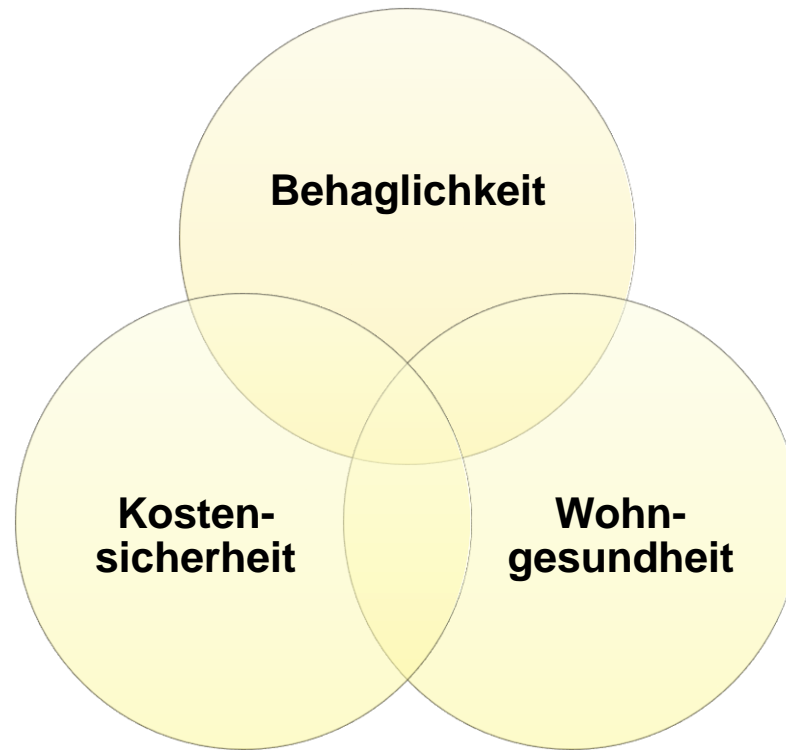 Behaglichkeit
Kosten-
sicherheit
Wohn-
gesundheit